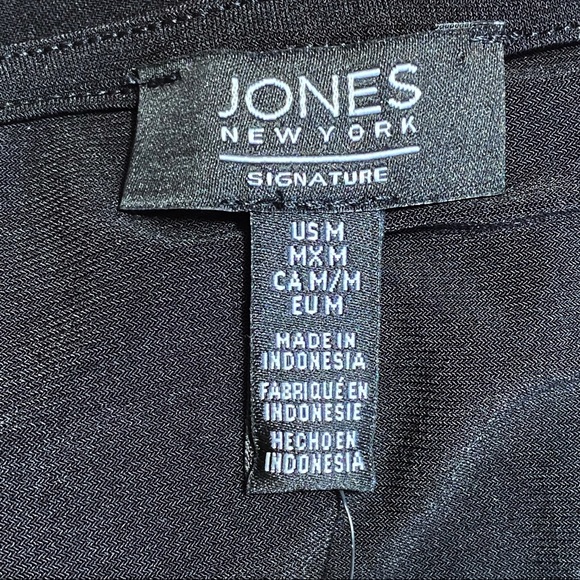 JONES
NEW YORK
SIGNATURE
US M
MX M
CA M/M
EU M
MADE IN
INDONESIA
FABRIQUÉ EN
INDONESIE
HECHO EN
INDONESIA